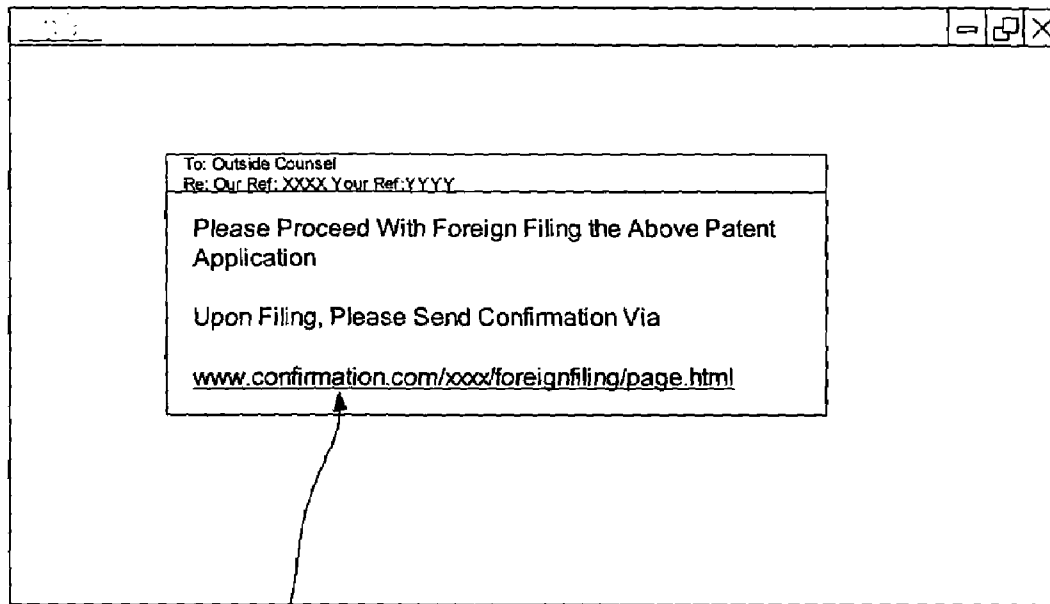 To: Outside Counsel
Re: Our Ref: XXXX Your Ref:YYYY
Please Proceed With Foreign Filing the Above Patent
Application
Upon Filing, Please Send Confirmation Via
www.confirmation.com/xxxx/foreignfiling/page.html